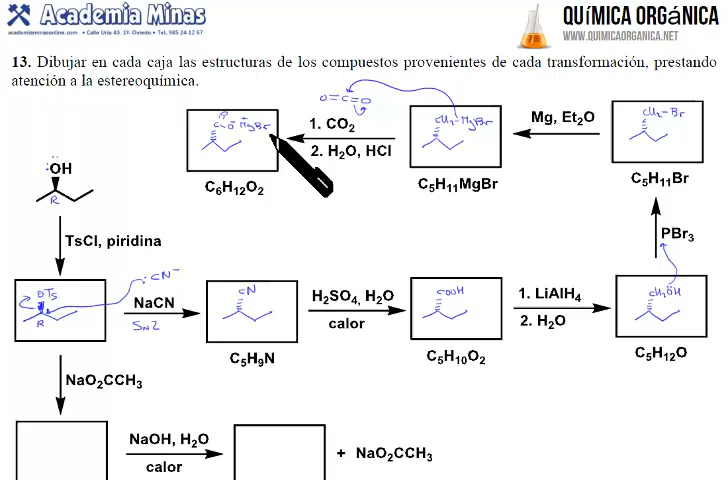 Academia Minas
academiaminasonline.com • Calle Uría 43. 1ª. Oviedo • Tel. 985 24 12 67
QUÍMICA ORGáNICA
WWW.QUIMICAORGANICA.NET
13. Dibujar en cada caja las estructuras de los compuestos provenientes de cada transformación, prestando
atención a la estereoquímica.
O=C=O
CO⁻ ⁺MgBr
1. CO2
2. H2O, HCl
CH2-MgBr
Mg, Et2O
CH2-Br
C6H12O2
C5H11MgBr
C5H11Br
:OH
R
TsCl, piridina
PBr3
:CN⁻
OTs
R
NaCN
SN2
CN
H2SO4, H2O
calor
COOH
1. LiAlH4
2. H2O
CH2OH
C5H9N
C5H10O2
C5H12O
NaO2CCH3
NaOH, H2O
calor
+ NaO2CCH3